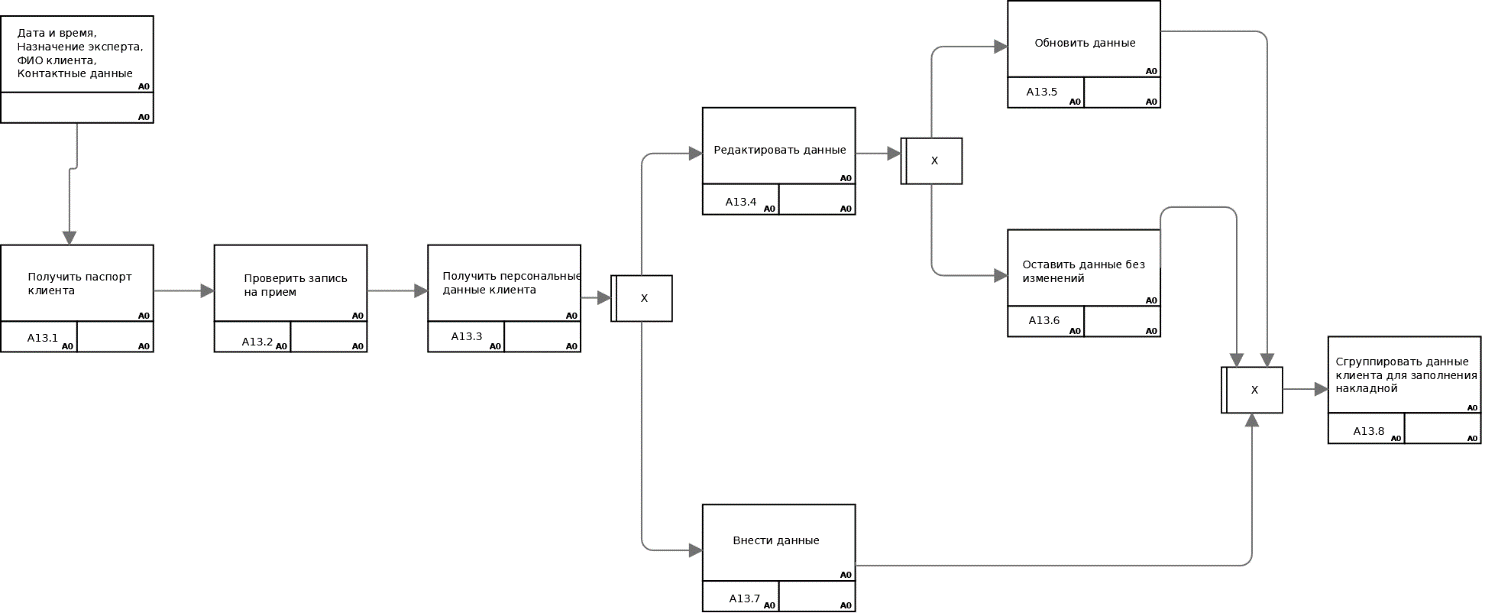 Дата и время,
Назначение эксперта,
ФИО клиента,
Контактные данные
A0
A0
Получить паспорт
клиента
A0
A13.1 A0
A0
Проверить запись
на прием
A0
A13.2 A0
A0
Получить персональные
данные клиента
A0
A13.3 A0
A0
X
Редактировать данные
A0
A13.4 A0
A0
X
Обновить данные
A0
A13.5 A0
A0
Оставить данные без
изменений
A0
A13.6 A0
A0
Внести данные
A0
A13.7 A0
A0
X
Сгруппировать данные
клиента для заполнения
накладной
A0
A13.8 A0
A0